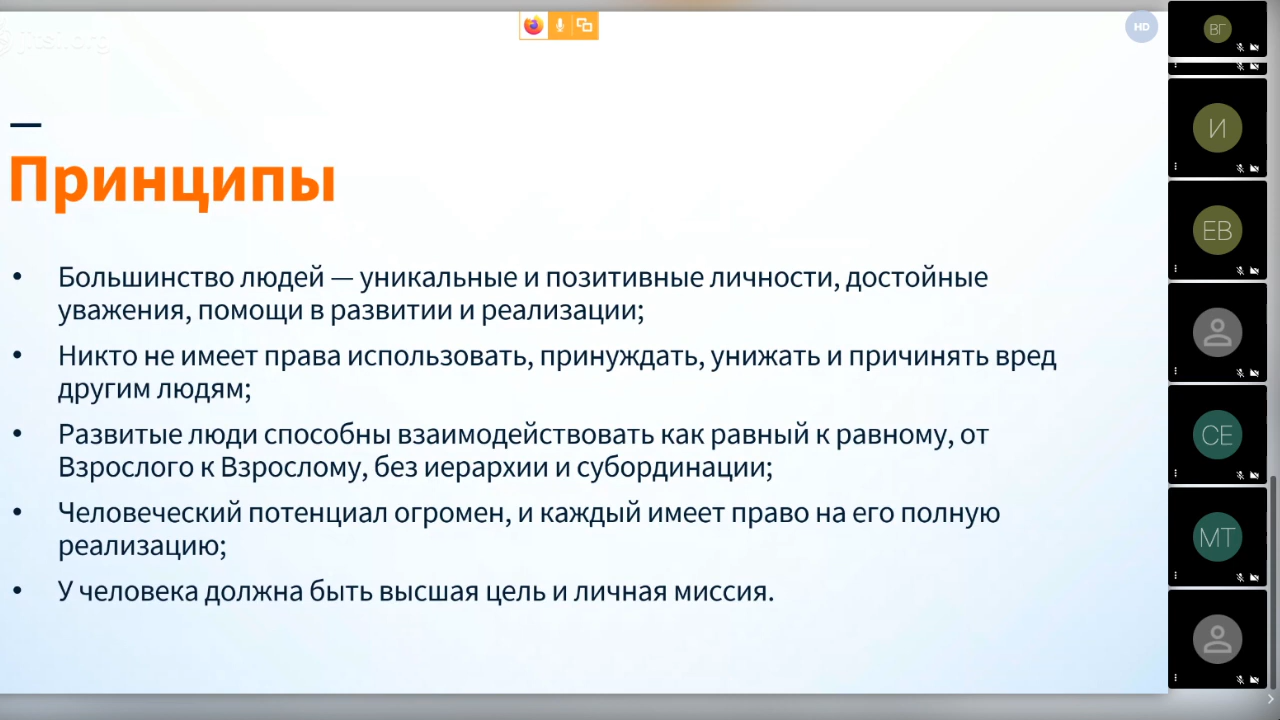 HD
ВГ
—
Принципы
• Большинство людей — уникальные и позитивные личности, достойные
уважения, помощи в развитии и реализации;
• Никто не имеет права использовать, принуждать, унижать и причинять вред
другим людям;
• Развитые люди способны взаимодействовать как равный к равному, от
Взрослого к Взрослому, без иерархии и субординации;
• Человеческий потенциал огромен, и каждый имеет право на его полную
реализацию;
• У человека должна быть высшая цель и личная миссия.
И
ЕВ
СЕ
МТ